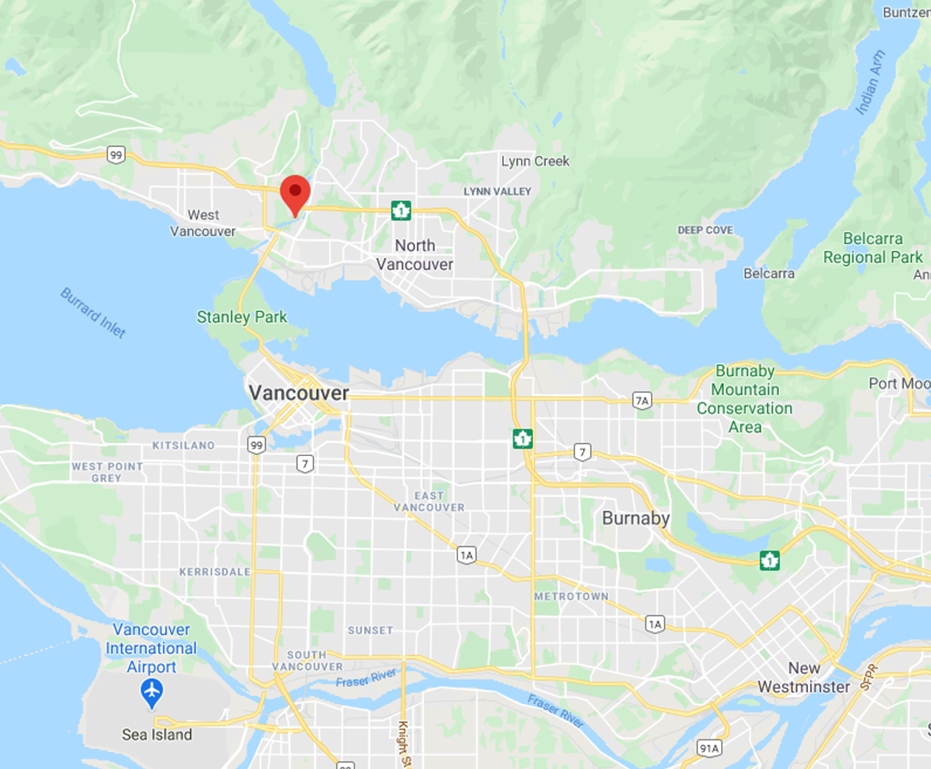 Buntzen
Indian Arm
99
Lynn Creek
LYNN VALLEY
1
West
Vancouver
North
Vancouver
DEEP COVE
Belcarra
Regional Park
Belcarra
An
Burrard Inlet
Stanley Park
Burnaby
Mountain
Conservation
Area
Port Moo
Vancouver
7A
KITSILANO
99
1
7
7
WEST POINT
GREY
EAST
VANCOUVER
Burnaby
1A
1
KERRISDALE
METROTOWN
1A
Vancouver
International
Airport
SUNSET
SOUTH
VANCOUVER
Fraser River
New
Westminster
SFPR
Fraser River
Sea Island
Knight St
91A
99
S